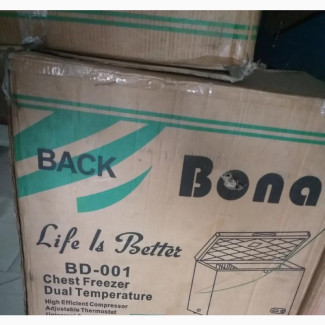 BACK
Bona
Life Is Better
BD-001
Chest Freezer
Dual Temperature
High Efficient Compressor
Adjustable Thermostat